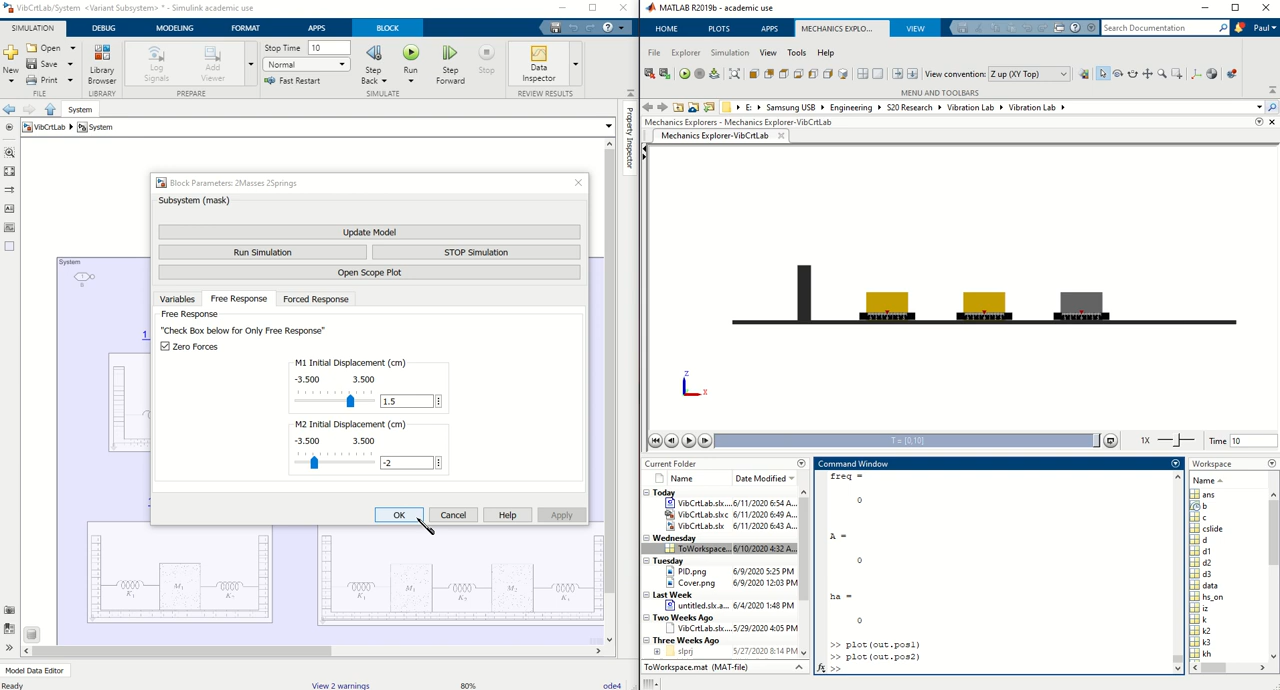 VibCrtLab/System <Variant Subsystem> * - Simulink academic use
SIMULATION DEBUG MODELING FORMAT APPS BLOCK
New Open Save Print
FILE
Library Browser
LIBRARY
Log Signals Add Viewer
PREPARE
Stop Time 10
Normal
Fast Restart
Step Back Run Step Forward Stop
SIMULATE
Data Inspector
REVIEW RESULTS
System
VibCrtLab System
Property Inspector
System
Block Parameters: 2Masses 2Springs
Subsystem (mask)
Update Model
Run Simulation STOP Simulation
Open Scope Plot
Variables Free Response Forced Response
Free Response
"Check Box below for Only Free Response"
Zero Forces
M1 Initial Displacement (cm)
-3.500 3.500
1.5
M2 Initial Displacement (cm)
-3.500 3.500
-2
OK Cancel Help Apply
K1 M1 K2
K1 M1 K2 M2 K3
Model Data Editor
Ready View 2 warnings 80% ode4
MATLAB R2019b - academic use
HOME PLOTS APPS MECHANICS EXPLO... VIEW Search Documentation Paul
File Explorer Simulation View Tools Help
View convention: Z up (XY Top)
MENU AND TOOLBARS
E: Samsung USB Engineering S20 Research Vibration Lab Vibration Lab
Mechanics Explorers - Mechanics Explorer-VibCrtLab
Mechanics Explorer-VibCrtLab
Z
X
T = [0,10] 1X Time 10
Current Folder
Name Date Modified
Today
VibCrtLab.slx.... 6/11/2020 6:54 A...
VibCrtLab.slxc 6/11/2020 6:49 A...
VibCrtLab.slx 6/11/2020 6:43 A...
Wednesday
ToWorkspace... 6/10/2020 4:32 A...
Tuesday
PID.png 6/9/2020 5:25 PM
Cover.png 6/9/2020 12:03 PM
Last Week
untitled.slx.a... 6/4/2020 1:48 PM
Two Weeks Ago
VibCrtLab.slx.... 5/29/2020 4:05 PM
Three Weeks Ago
slprj 5/27/2020 8:14 PM
ToWorkspace.mat (MAT-file)
Command Window
freq =
0
A =
0
ha =
0
>> plot(out.pos1)
>> plot(out.pos2)
fx >>
Workspace
Name
ans
b
c
cslide
d
d1
d2
d3
data
hs_on
iz
k
k2
k3
kh